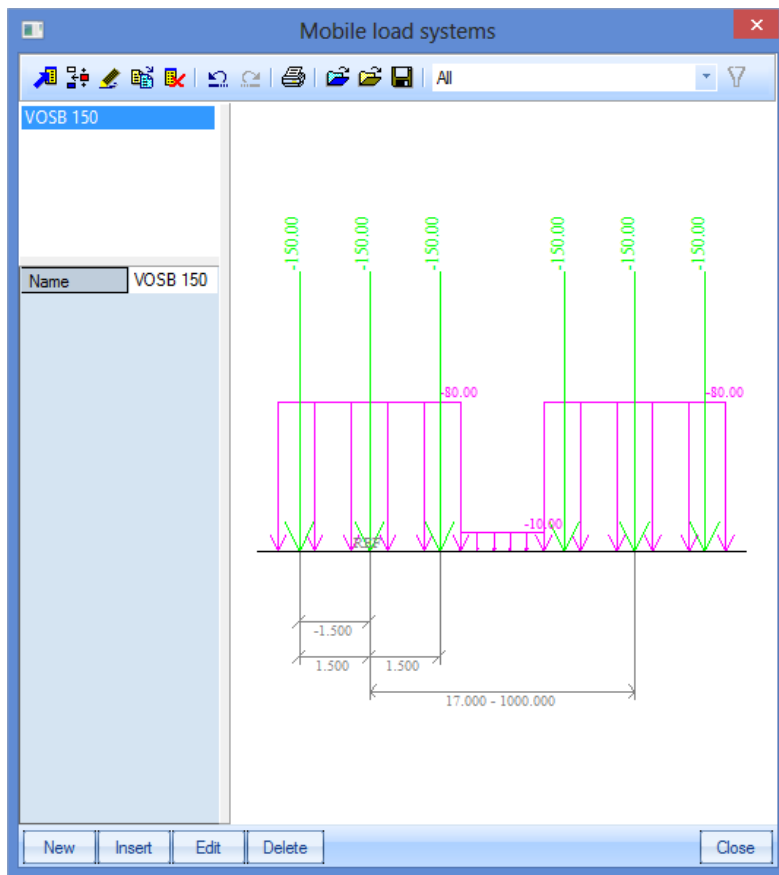 Mobile load systems
All
VOSB 150
Name VOSB 150
-150.00 -150.00 -150.00 -150.00 -150.00 -150.00
-80.00 -80.00
-10.00
REF
-1.500
1.500 1.500
17.000 - 1000.000
New Insert Edit Delete Close